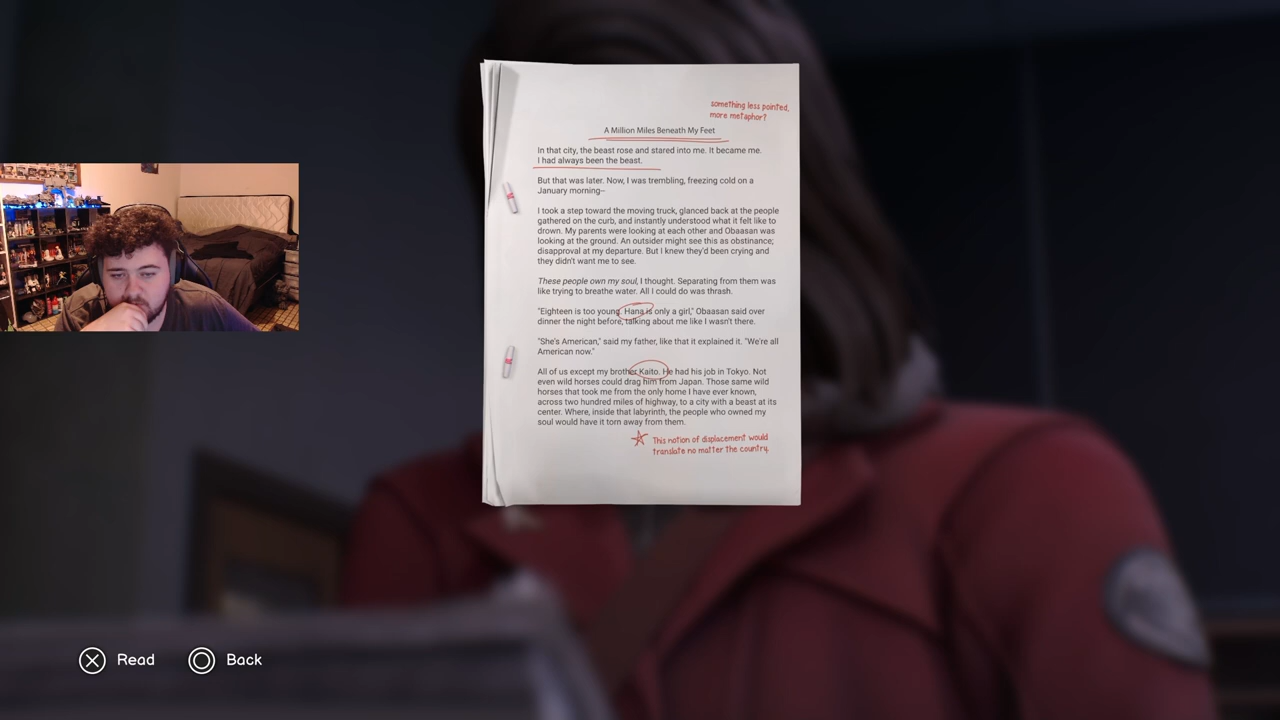 something less pointed,
more metaphor?
A Million Miles Beneath My Feet
In that city, the beast rose and stared into me. It became me.
I had always been the beast.
But that was later. Now, I was trembling, freezing cold on a
January morning–
I took a step toward the moving truck, glanced back at the people
gathered on the curb, and instantly understood what it felt like to
drown. My parents were looking at each other and Obaasan was
looking at the ground. An outsider might see this as obstinance;
disapproval at my departure. But I knew they'd been crying and
they didn't want me to see.
These people own my soul, I thought. Separating from them was
like trying to breathe water. All I could do was thrash.
"Eighteen is too young. Hana is only a girl," Obaasan said over
dinner the night before, talking about me like I wasn't there.
"She's American," said my father, like that it explained it. "We're all
American now."
All of us except my brother Kaito. He had his job in Tokyo. Not
even wild horses could drag him from Japan. Those same wild
horses that took me from the only home I have ever known,
across two hundred miles of highway, to a city with a beast at its
center. Where, inside that labyrinth, the people who owned my
soul would have it torn away from them.
This notion of displacement would
translate no matter the country.
Read Back